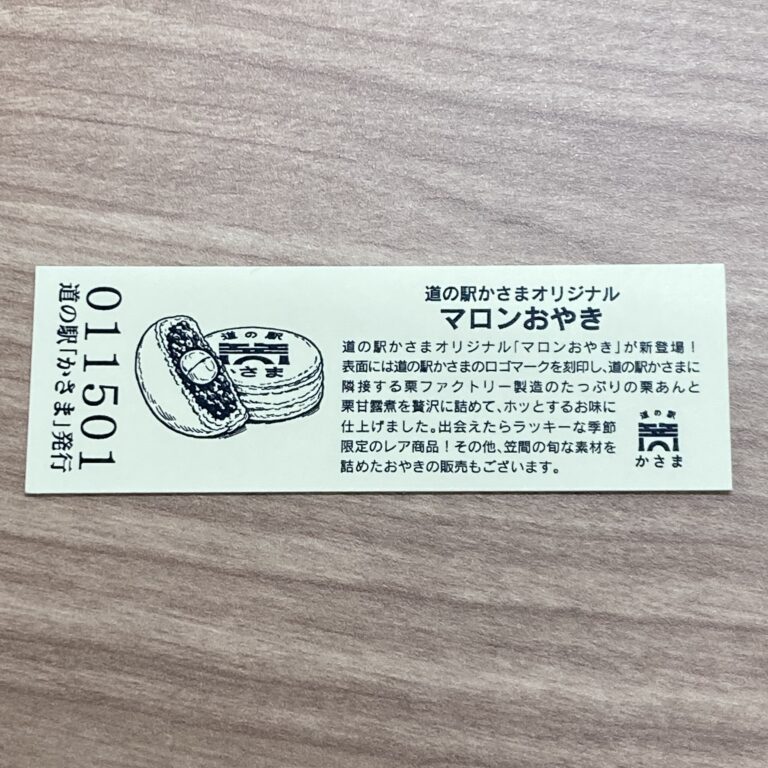 011501
道の駅「かさま」発行
道の駅
かさま
道の駅かさまオリジナル
マロンおやき
道の駅かさまオリジナル「マロンおやき」が新登場!
表面には道の駅かさまのロゴマークを刻印し、道の駅かさまに
隣接する栗ファクトリー製造のたっぷりの栗あんと
栗甘露煮を贅沢に詰めて、ホッとするお味に
仕上げました。出会えたらラッキーな季節
限定のレア商品!その他、笠間の旬な素材を
詰めたおやきの販売もございます。
道の駅
かさま